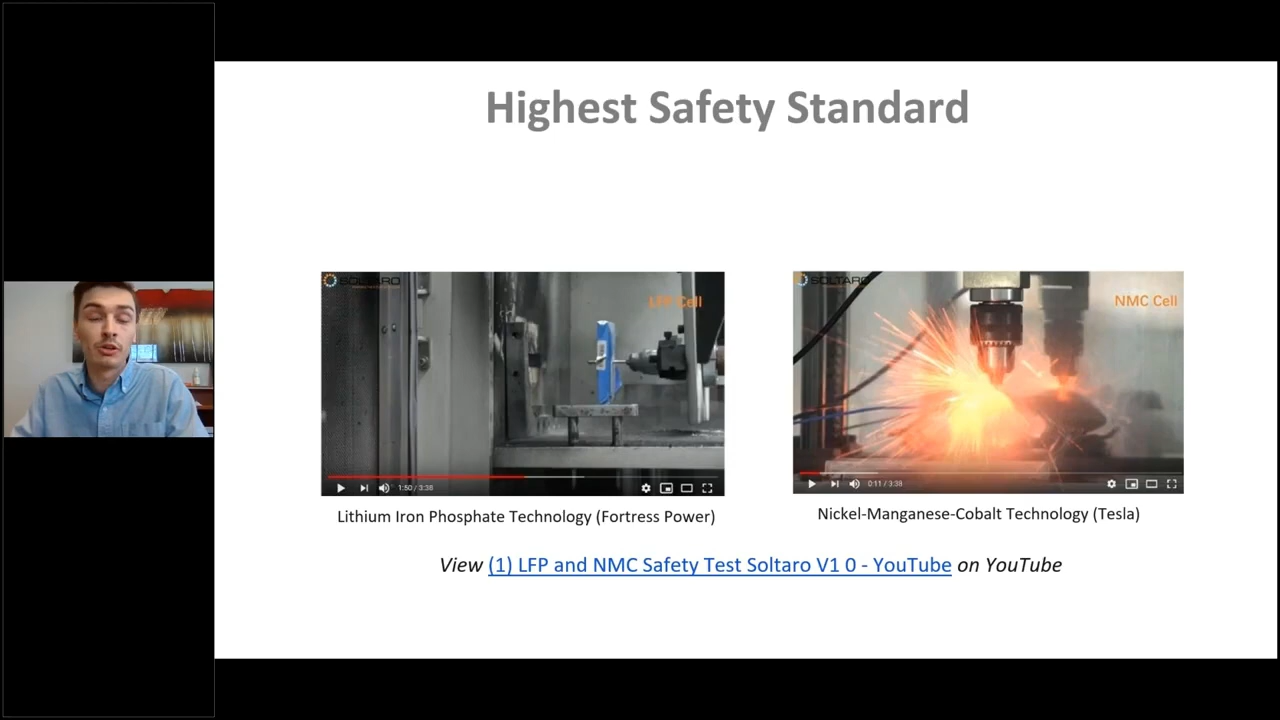 Highest Safety Standard
SOLTARO
LFP Cell
1:50 / 3:38
SOLTARO
NMC Cell
0:11 / 3:38
Lithium Iron Phosphate Technology (Fortress Power)
Nickel-Manganese-Cobalt Technology (Tesla)
View (1) LFP and NMC Safety Test Soltaro V1 0 - YouTube on YouTube